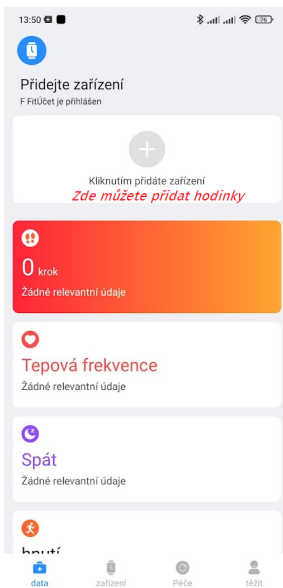 13:50
76
Přidejte zařízení
F FitÚčet je přihlášen
Kliknutím přidáte zařízení
Zde můžete přidat hodinky
0 krok
Žádné relevantní údaje
Tepová frekvence
Žádné relevantní údaje
Spát
Žádné relevantní údaje
hnutí
data zařízení Péče těžit